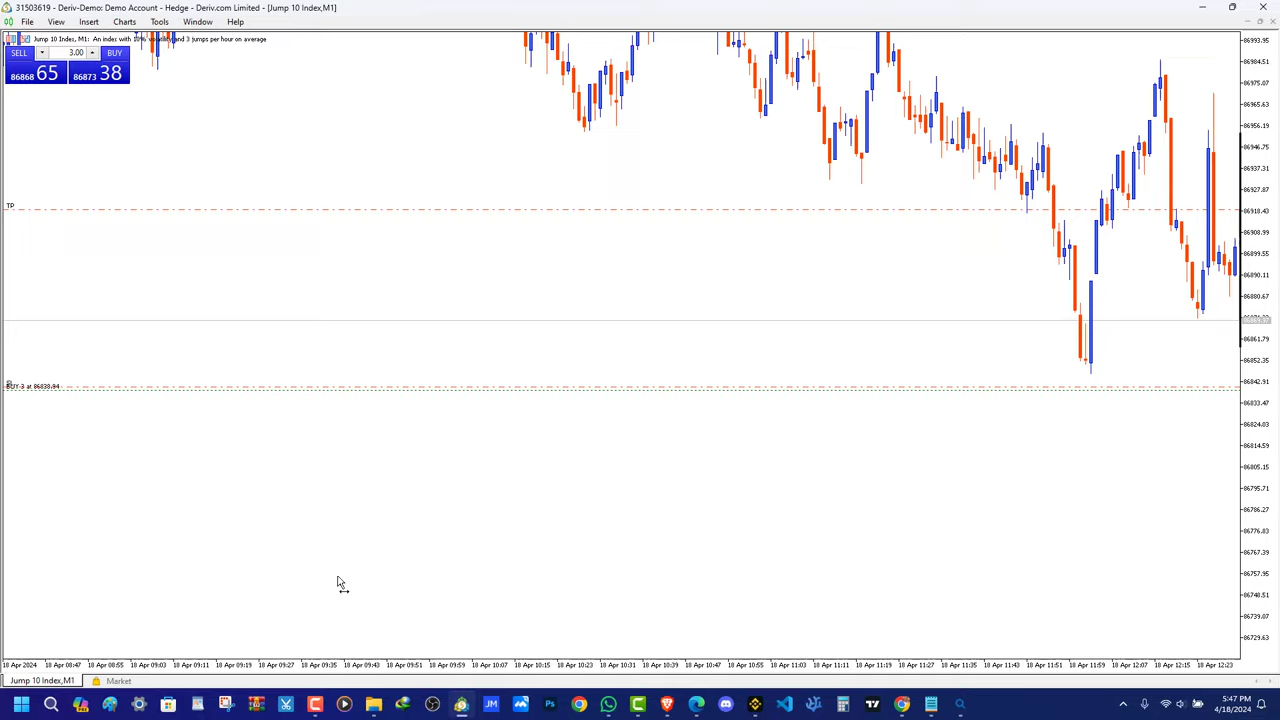 31503619 - Deriv-Demo: Demo Account - Hedge - Deriv.com Limited - [Jump 10 Index,M1]
File View Insert Charts Tools Window Help
Jump 10 Index, M1: An index with 10% volatility and 3 jumps per hour on average
SELL 3.00 BUY
86868 65 86873 38
86993.95
86984.51
86975.07
86965.63
86956.19
86946.75
86937.31
86927.87
TP
86918.43
86908.99
86899.55
86890.11
86880.67
86861.79
86852.35
BUY 3 at 86838.94
86842.91
86833.47
86824.03
86814.59
86805.15
86795.71
86786.27
86776.83
86767.39
86757.95
86748.51
86739.07
86729.63
18 Apr 2024 18 Apr 08:47 18 Apr 08:55 18 Apr 09:03 18 Apr 09:11 18 Apr 09:19 18 Apr 09:27 18 Apr 09:35 18 Apr 09:43 18 Apr 09:51 18 Apr 09:59 18 Apr 10:07 18 Apr 10:15 18 Apr 10:23 18 Apr 10:31 18 Apr 10:39 18 Apr 10:47 18 Apr 10:55 18 Apr 11:03 18 Apr 11:11 18 Apr 11:19 18 Apr 11:27 18 Apr 11:35 18 Apr 11:43 18 Apr 11:51 18 Apr 11:59 18 Apr 12:07 18 Apr 12:15 18 Apr 12:23
Jump 10 Index,M1 Market
JM Ps
5:47 PM
4/18/2024